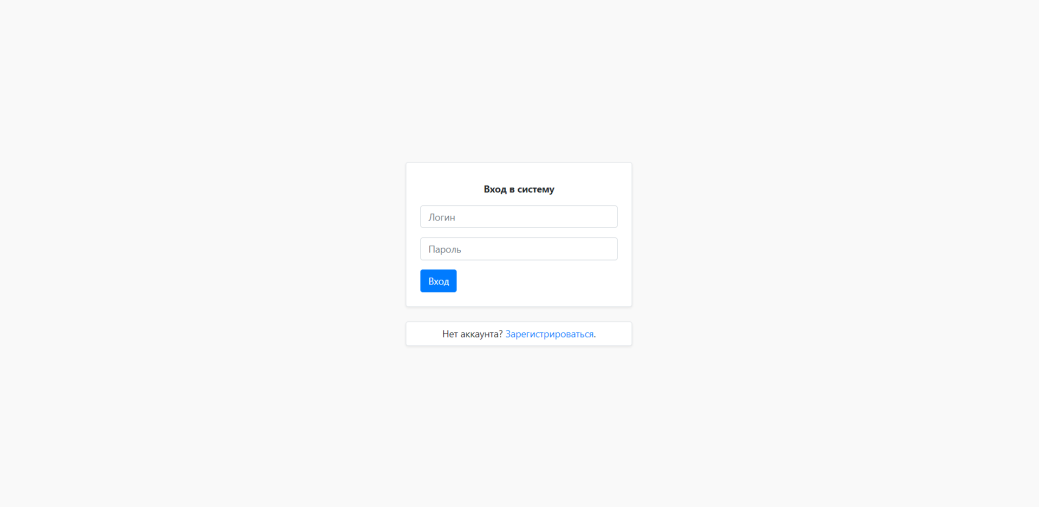 Вход в систему
Логин
Пароль
Вход
Нет аккаунта? Зарегистрироваться.